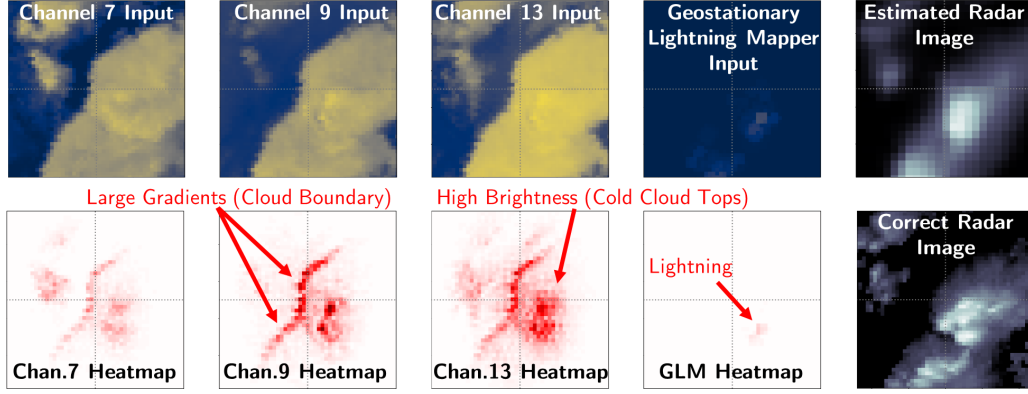 Channel 7 Input
Channel 9 Input
Channel 13 Input
Geostationary
Lightning Mapper
Input
Estimated Radar
Image
Large Gradients (Cloud Boundary)
High Brightness (Cold Cloud Tops)
Lightning
Correct Radar
Image
Chan.7 Heatmap
Chan.9 Heatmap
Chan.13 Heatmap
GLM Heatmap